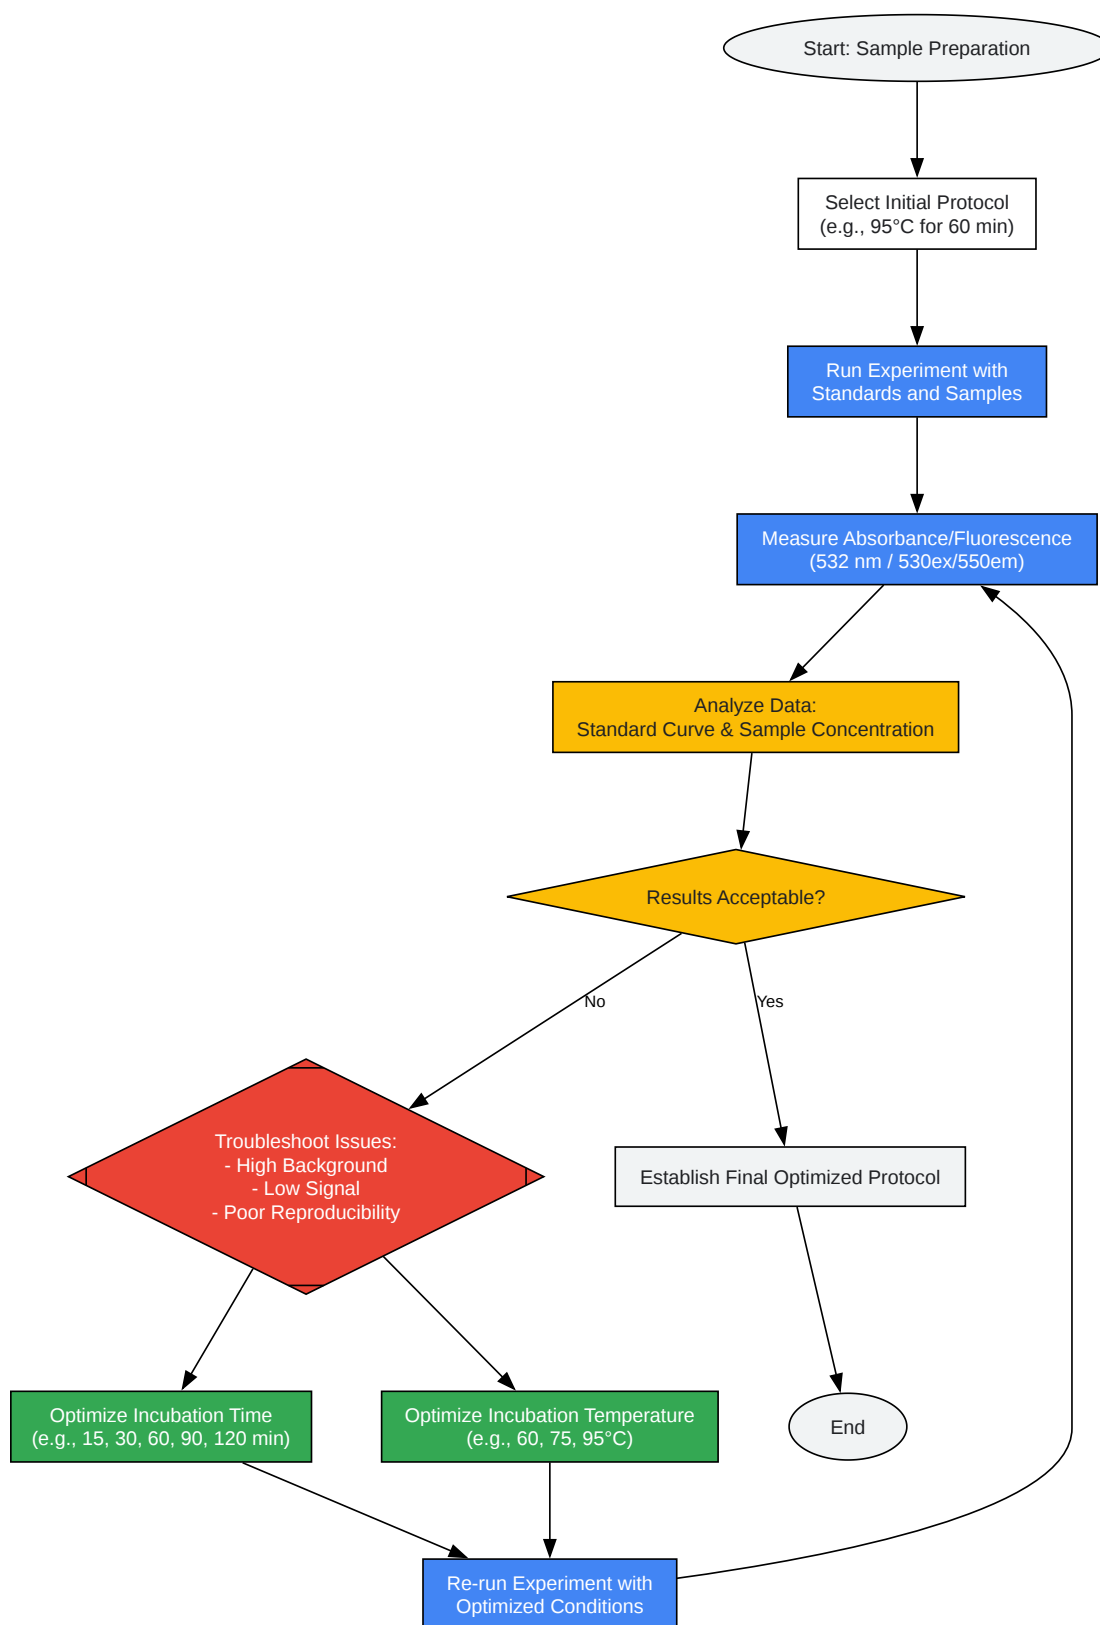 Start: Sample Preparation
Select Initial Protocol
(e.g., 95°C for 60 min)
Run Experiment with
Standards and Samples
Measure Absorbance/Fluorescence
(532 nm / 530ex/550em)
Analyze Data:
Standard Curve & Sample Concentration
Results Acceptable?
No
Yes
Troubleshoot Issues:
- High Background
- Low Signal
- Poor Reproducibility
Establish Final Optimized Protocol
Optimize Incubation Time
(e.g., 15, 30, 60, 90, 120 min)
Optimize Incubation Temperature
(e.g., 60, 75, 95°C)
End
Re-run Experiment with
Optimized Conditions